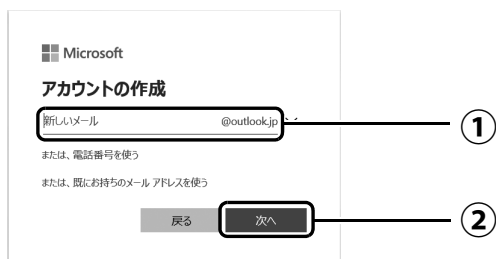 Microsoft
アカウントの作成
新しいメール @outlook.jp
①
または、電話番号を使う
または、既にお持ちのメール アドレスを使う
戻る 次へ
②